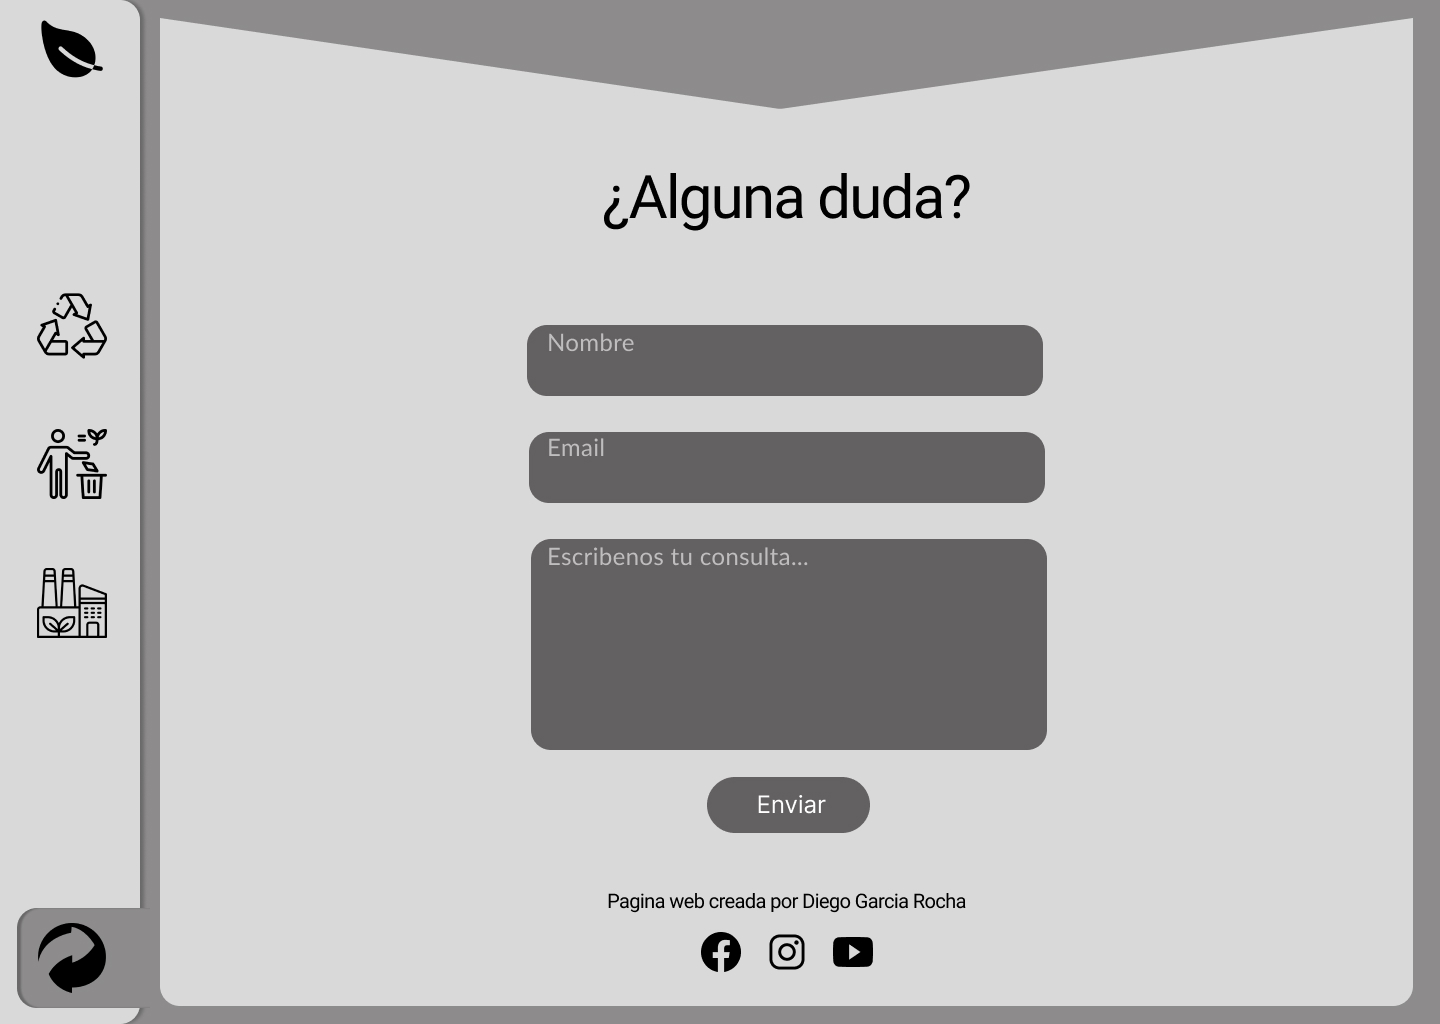 ¿Alguna duda?
Nombre
Email
Escribenos tu consulta...
Enviar
Pagina web creada por Diego Garcia Rocha